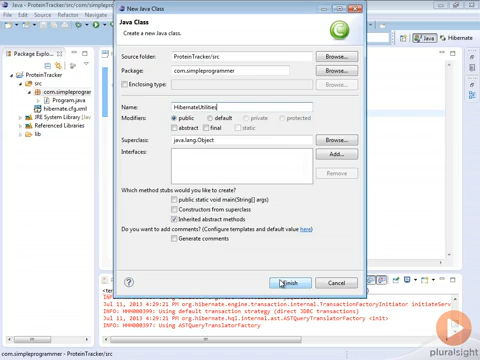 New Java Class
Java Class
Create a new Java class.
Source folder: ProteinTracker/src Browse...
Package: com.simpleprogrammer Browse...
Enclosing type: Browse...
Name: HibernateUtilities
Modifiers: public default private protected
abstract final static
Superclass: java.lang.Object Browse...
Interfaces: Add...
Remove
Which method stubs would you like to create?
public static void main(String[] args)
Constructors from superclass
Inherited abstract methods
Do you want to add comments? (Configure templates and default value here)
Generate comments
Finish Cancel
Java - ProteinTracker/src/com/simple
File Edit Source
Java Hibernate
Package Explorer
ProteinTracker
src
com.simpleprogram
Program.java
hibernate.cfg.xml
JRE System Library [
Referenced Libraries
lib
Jul 11, 2013 4:29:21 PM org.hibernate.engine.transaction.internal.TransactionFactoryInitiator initiateServ
INFO: HHH000399: Using default transaction strategy (direct JDBC transactions)
Jul 11, 2013 4:29:21 PM org.hibernate.hql.internal.ast.ASTQueryTranslatorFactory <init>
INFO: HHH000397: Using ASTQueryTranslatorFactory
com.simpleprogrammer - ProteinTracker/src
pluralsight